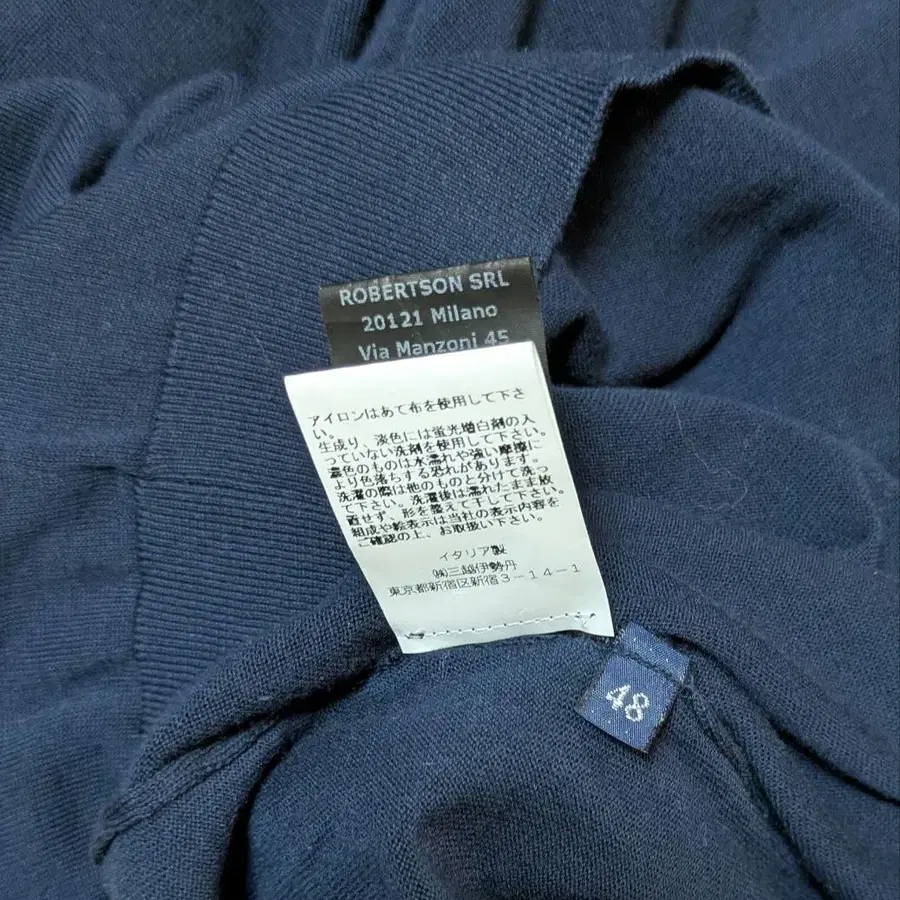 ROBERTSON SRL
20121 Milano
Via Manzoni 45
アイロンはあて布を使用して下さ
い。
生成り、淡色には蛍光増白剤の入
っていない洗剤を使用して下さい。
濃色のものは水濡れや強い摩擦に
より色落ちする恐れがあります。
洗濯の際は他のものと分けて洗っ
て下さい。洗濯後は濡れたまま放
置せず、形を整えて干して下さい。
組成や絵表示は当社の表示内容を
ご確認の上、お取扱い下さい。
イタリア製
㈱三越伊勢丹
東京都新宿区新宿3-14-1
48